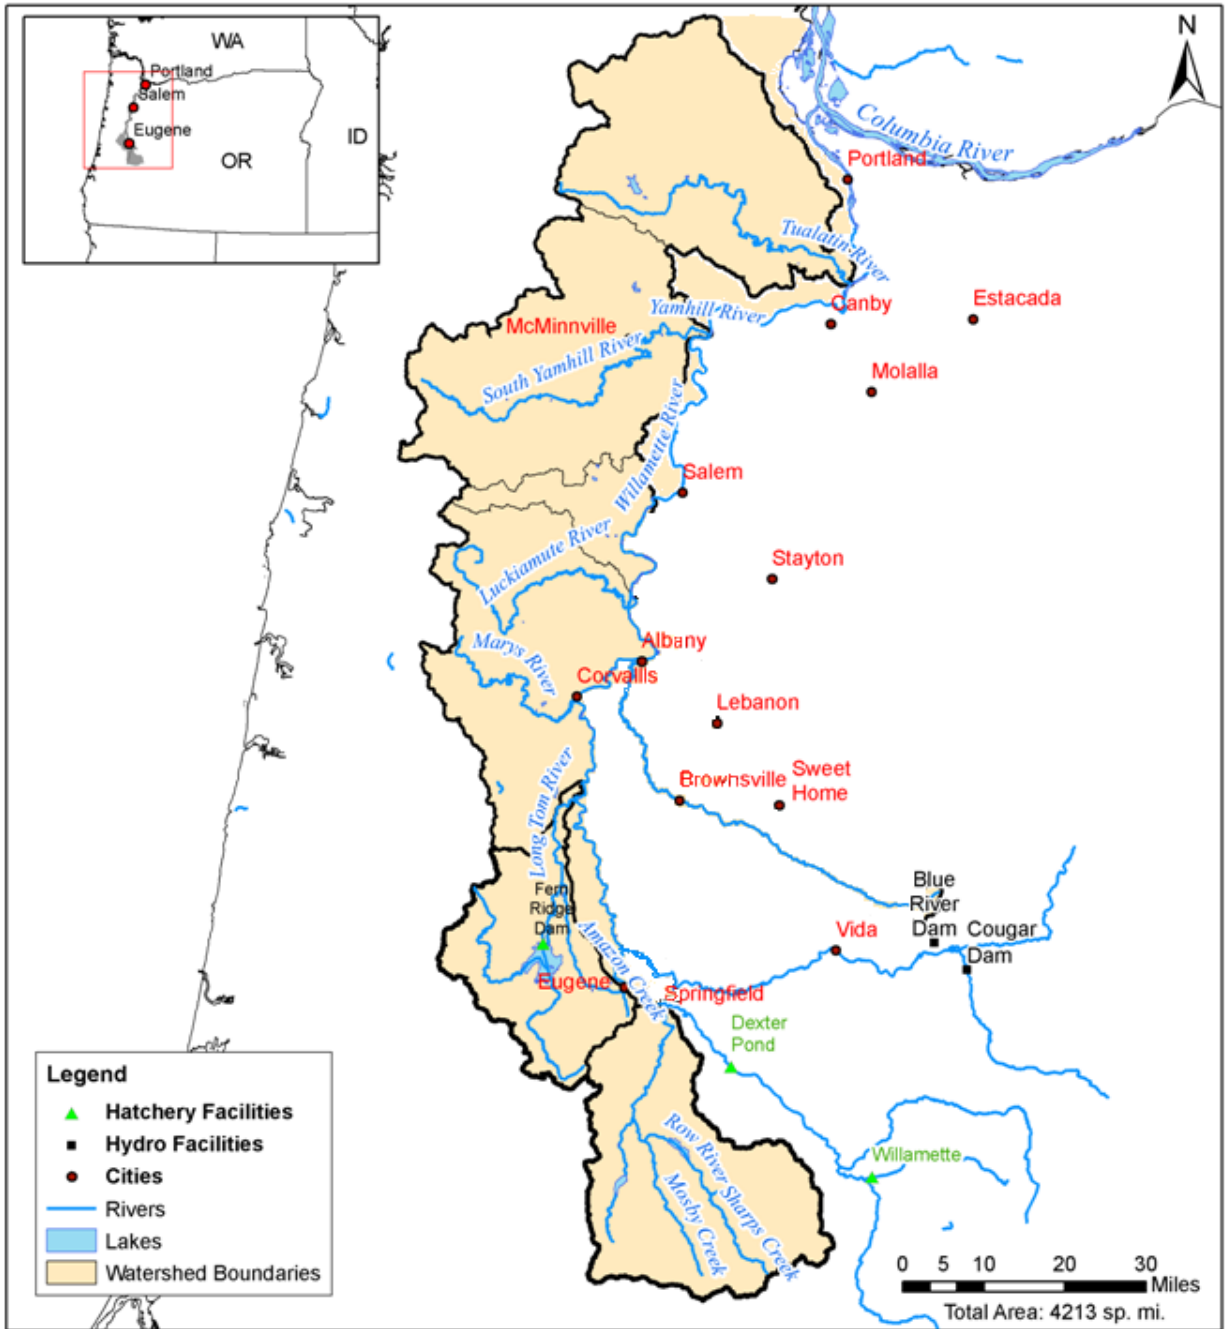 WA
Portland
Salem
Eugene
OR
ID
N
Columbia River
Portland
Tualatin River
Yamhill River
Canby
Estacada
McMinnville
South Yamhill River
Molalla
Willamette River
Salem
Luckiamute River
Stayton
Marys River
Albany
Corvallis
Lebanon
Long Tom River
Brownsville
Sweet
Home
Fern
Ridge
Dam
Blue
River
Dam
Cougar
Dam
Vida
Amazon Creek
Eugene
Springfield
Dexter
Pond
Row River
Sharps Creek
Mosby Creek
Willamette
Legend
Hatchery Facilities
Hydro Facilities
Cities
Rivers
Lakes
Watershed Boundaries
0 5 10 20 30
Miles
Total Area: 4213 sp. mi.